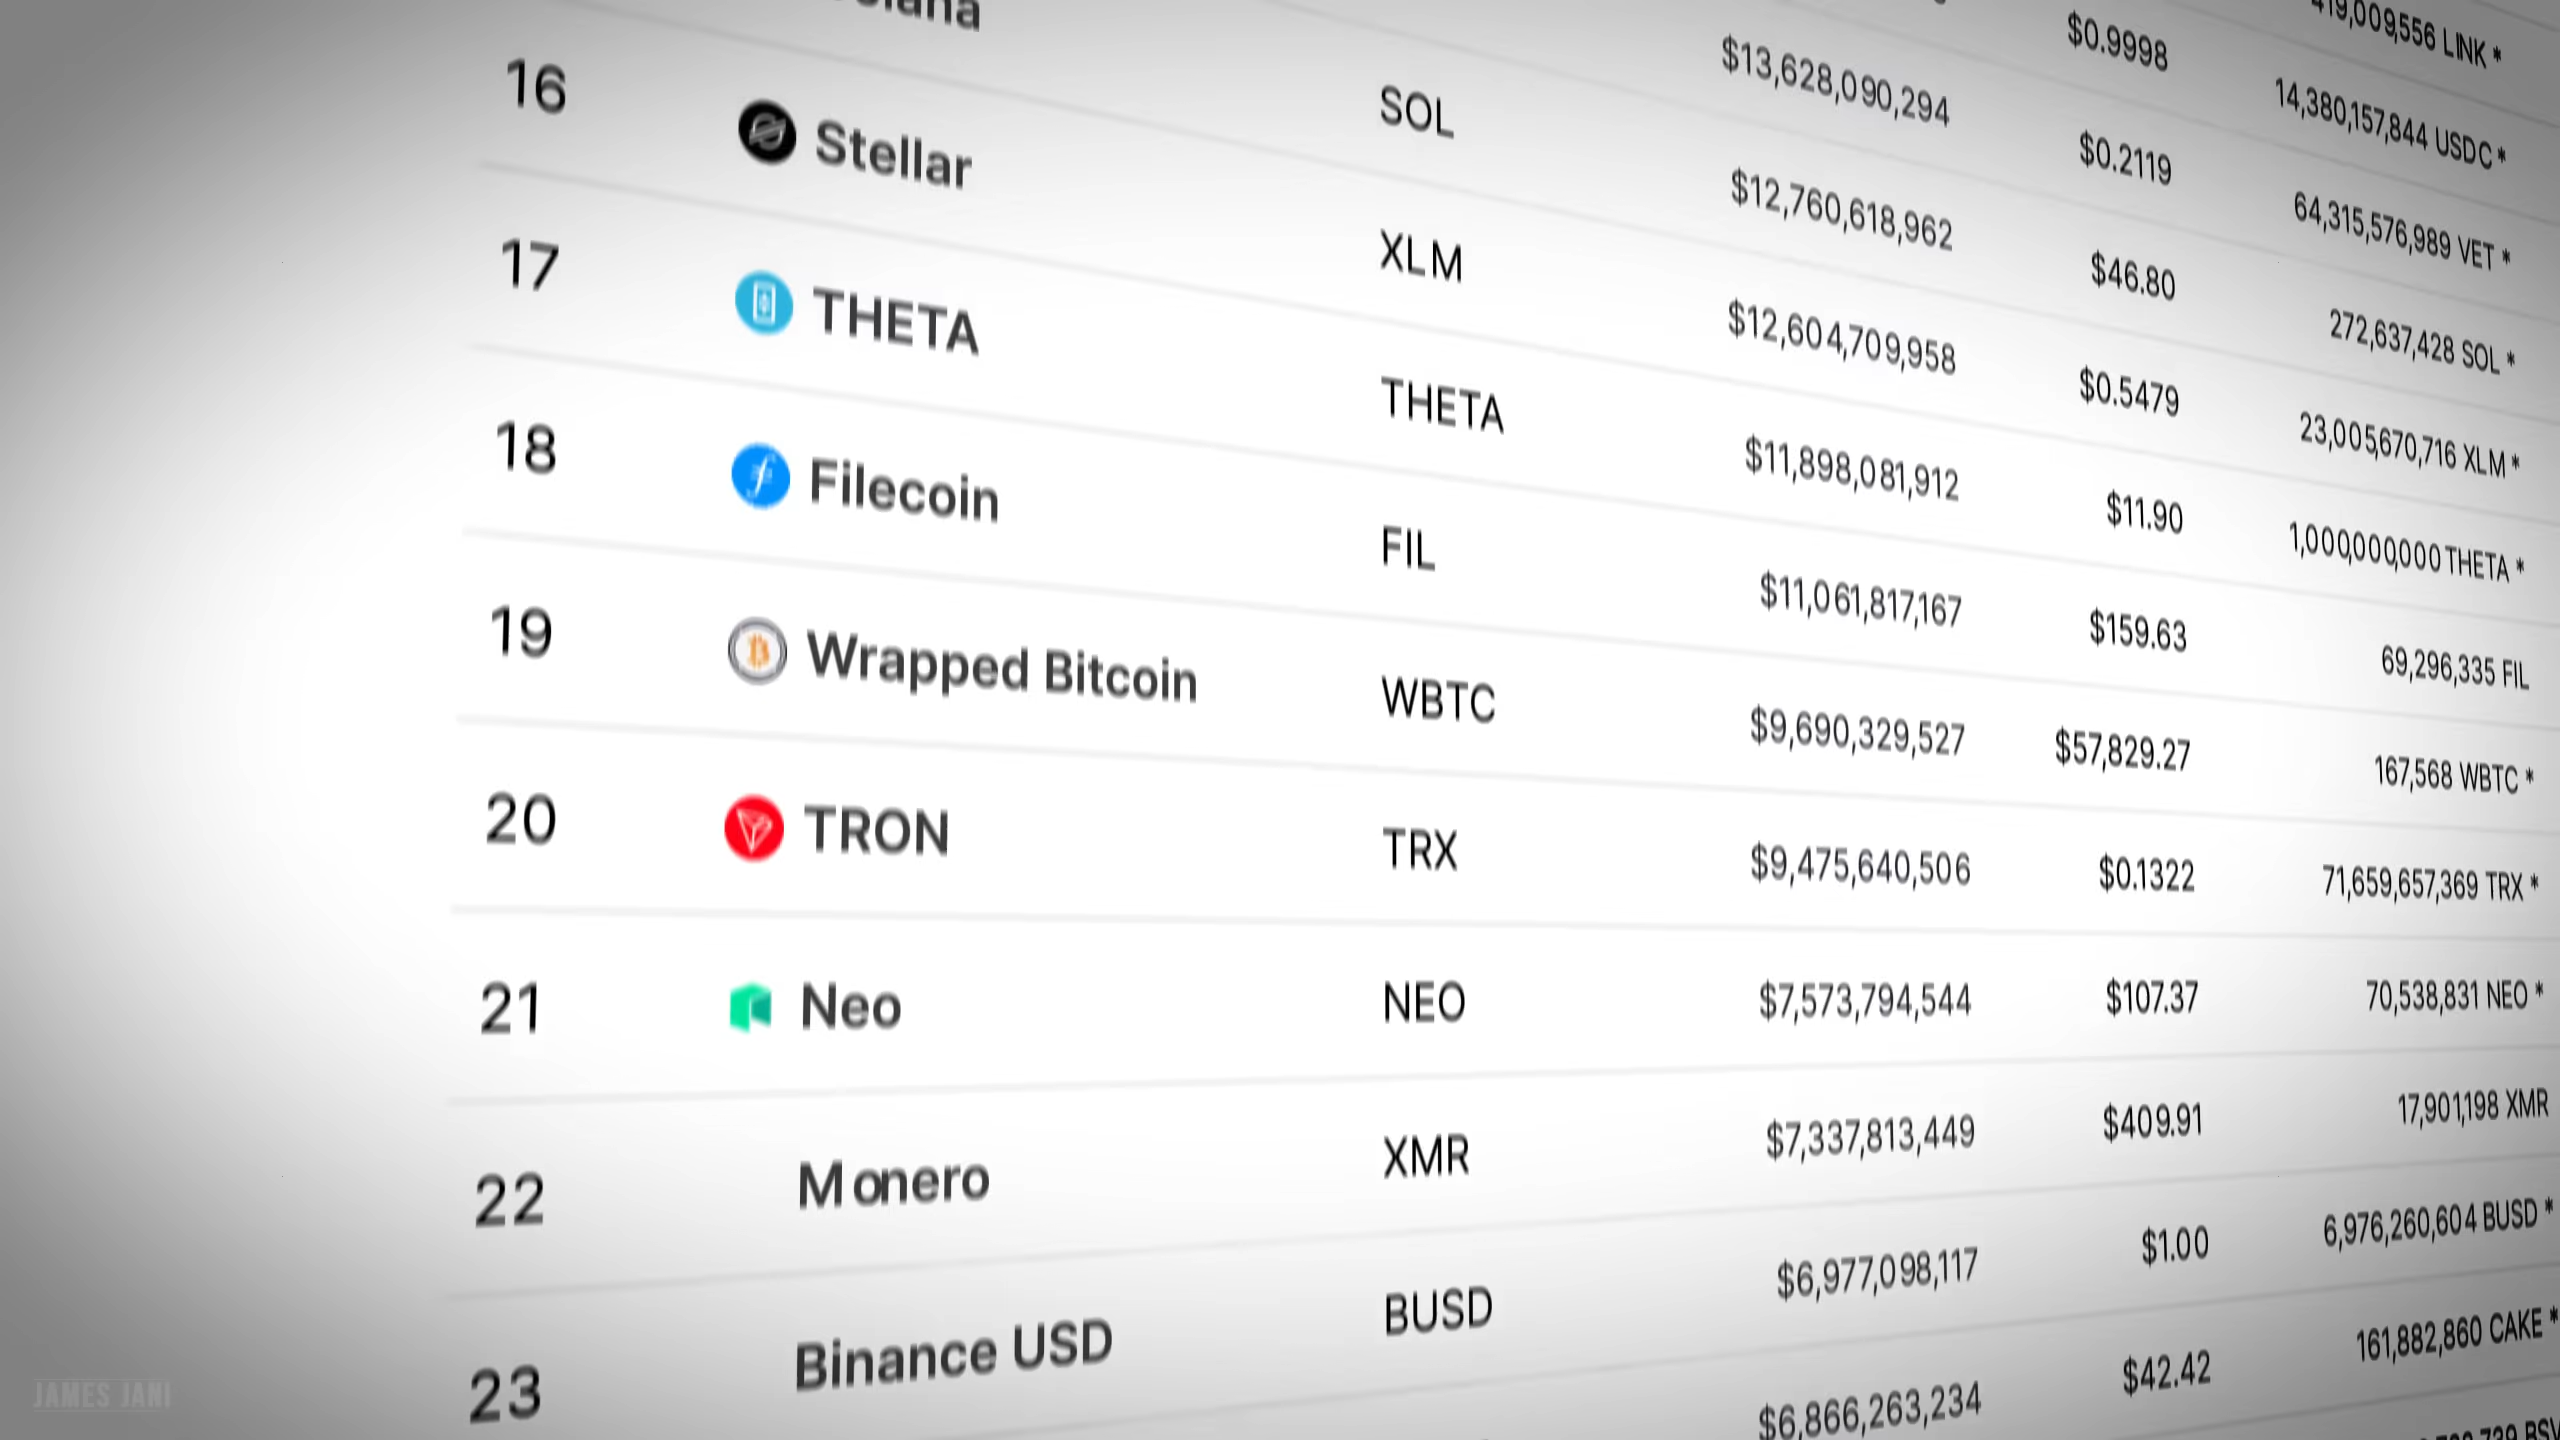 419,009,556 LINK *
$0.9998 14,380,157,844 USDC *
$13,628,090,294 $0.2119 64,315,576,989 VET *
SOL $12,760,618,962 $46.80 272,637,428 SOL *
16 Stellar XLM $12,604,709,958 $0.5479 23,005,670,716 XLM *
17 THETA THETA $11,898,081,912 $11.90 1,000,000,000 THETA *
18 Filecoin FIL $11,061,817,167 $159.63 69,296,335 FIL
19 Wrapped Bitcoin WBTC $9,690,329,527 $57,829.27 167,568 WBTC *
20 TRON TRX $9,475,640,506 $0.1322 71,659,657,369 TRX *
21 Neo NEO $7,573,794,544 $107.37 70,538,831 NEO *
22 Monero XMR $7,337,813,449 $409.91 17,901,198 XMR
23 Binance USD BUSD $6,977,098,117 $1.00 6,976,260,604 BUSD *
$6,866,263,234 $42.42 161,882,860 CAKE *
JAMES JANI